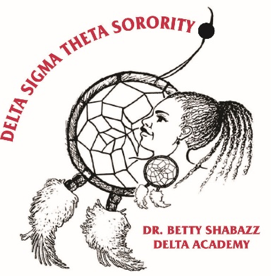 DELTA SIGMA THETA SORORITY
DR. BETTY SHABAZZ
DELTA ACADEMY